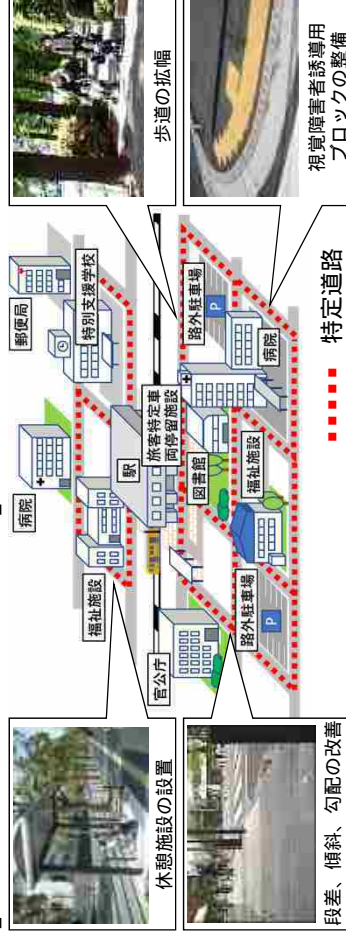 休憩施設の設置
段差、傾斜、勾配の改善
病院
郵便局
特別支援学校
福祉施設
駅
旅客特定車
両停留施設
官公庁
図書館
路外駐車場
P
病院
福祉施設
路外駐車場
P
特定道路
歩道の拡幅
視覚障害者誘導用
ブロックの整備